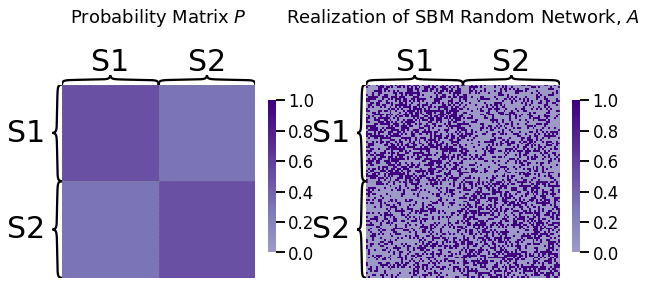 Probability Matrix P
Realization of SBM Random Network, A
S1 S2
S1 S2
S1
S2
1.0
0.8
0.6
0.4
0.2
0.0
S1
S2
1.0
0.8
0.6
0.4
0.2
0.0